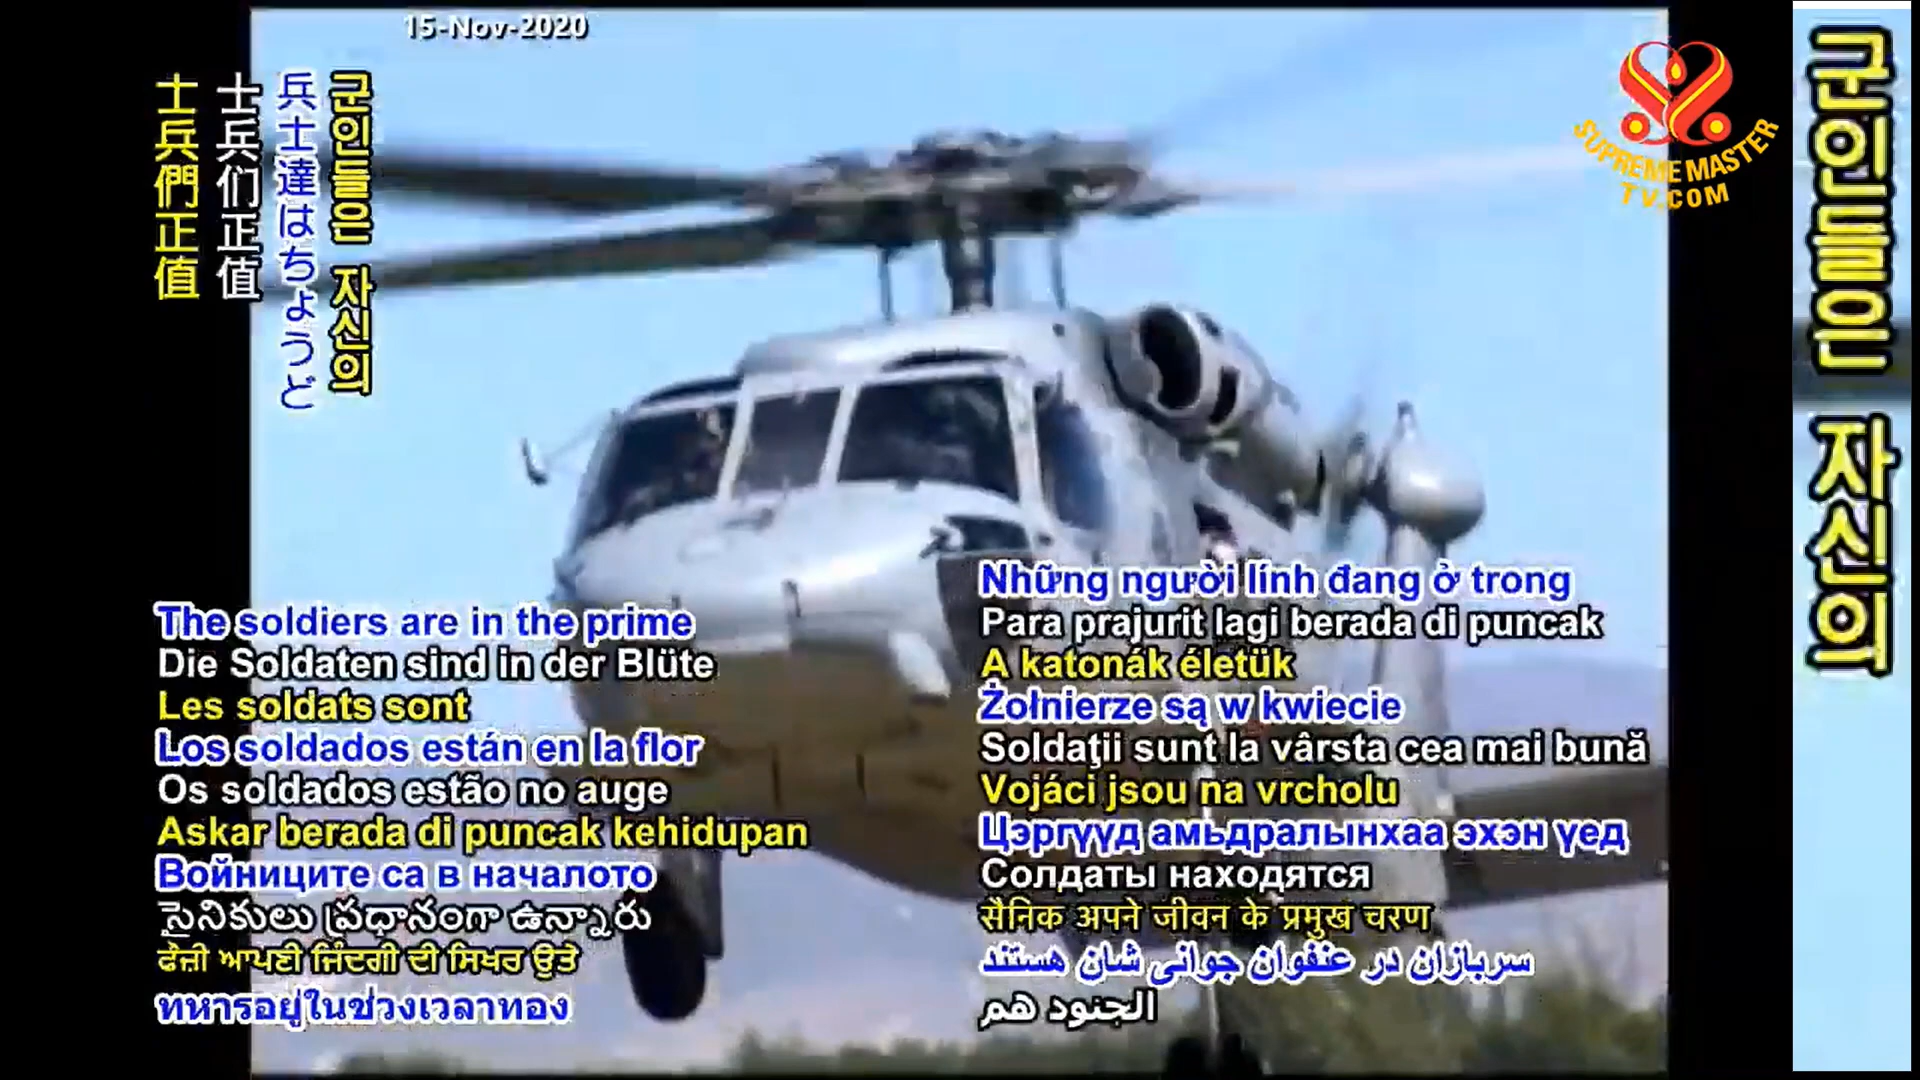 15-Nov-2020
SUPREME MASTER
TV.COM
士兵們正值
士兵们正值
兵士達はちょうど
군인들은 자신의
군인들은 자신의
The soldiers are in the prime
Die Soldaten sind in der Blüte
Les soldats sont
Los soldados están en la flor
Os soldados estão no auge
Askar berada di puncak kehidupan
Войниците са в началото
సైనికులు ప్రధానంగా ఉన్నారు
ਫੌਜੀ ਆਪਣੀ ਜਿੰਦਗੀ ਦੀ ਸਿਖਰ ਉਤੇ
ทหารอยู่ในช่วงเวลาทอง
Những người lính đang ở trong
Para prajurit lagi berada di puncak
A katonák életük
Żołnierze są w kwiecie
Soldaţii sunt la vârsta cea mai bună
Vojáci jsou na vrcholu
Цэргүүд амьдралынхаа эхэн үед
Солдаты находятся
सैनिक अपने जीवन के प्रमुख चरण
سربازان در عنفوان جوانی شان هستند
الجنود هم